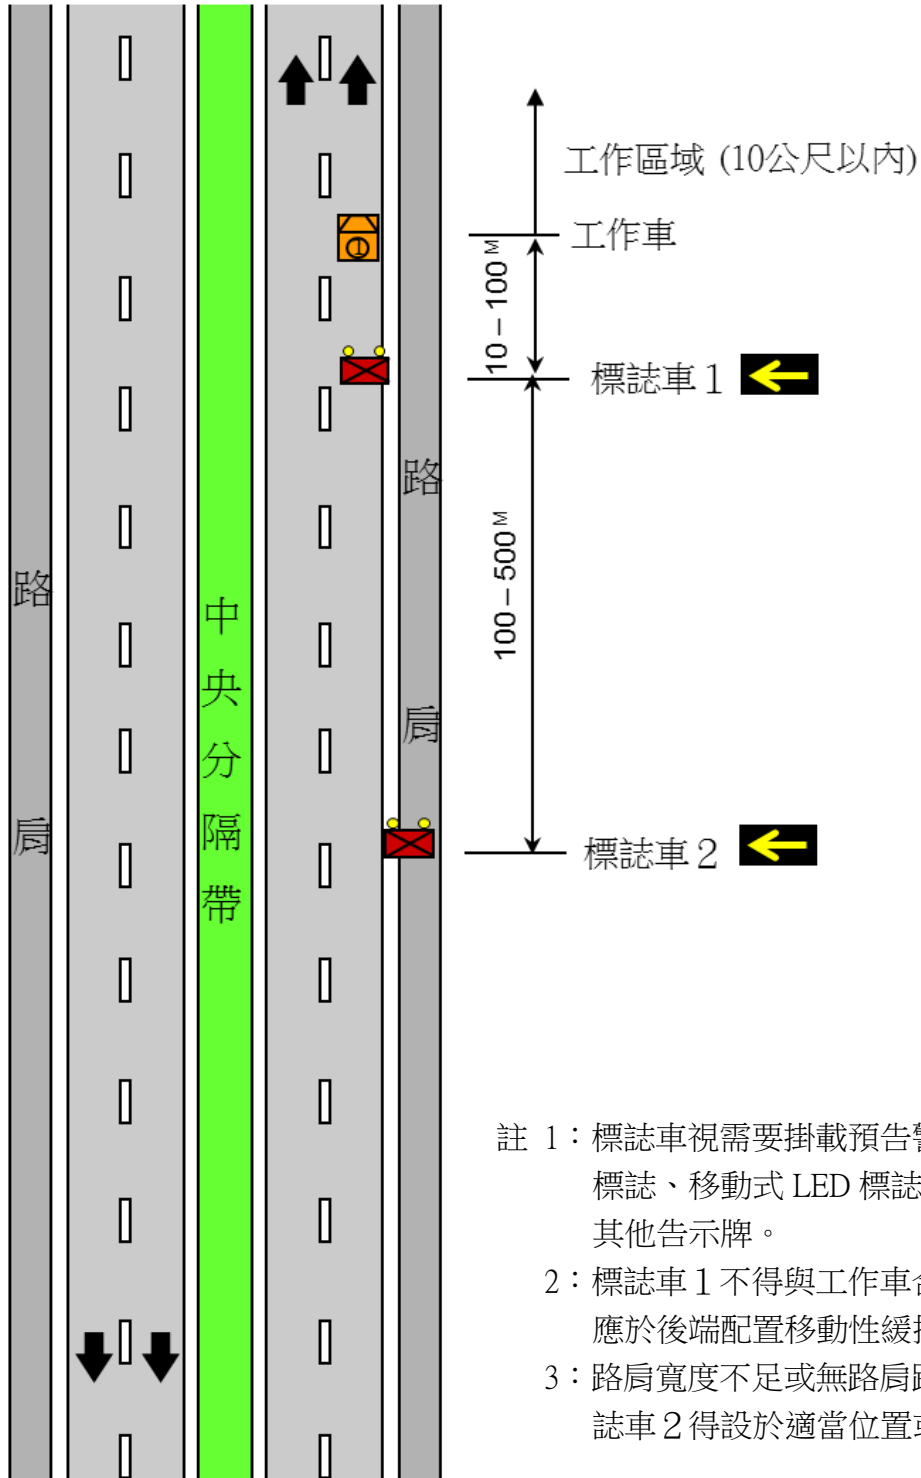 工作區域 (10公尺以內)
工作車
10 – 100 M
標誌車 1
100 – 500 M
標誌車 2
路肩
中央分隔帶
路肩
註 1：標誌車視需要掛載預告
標誌、移動式 LED 標誌
其他告示牌。
2：標誌車 1 不得與工作車
應於後端配置移動性緩
3：路肩寬度不足或無路肩
誌車 2 得設於適當位置